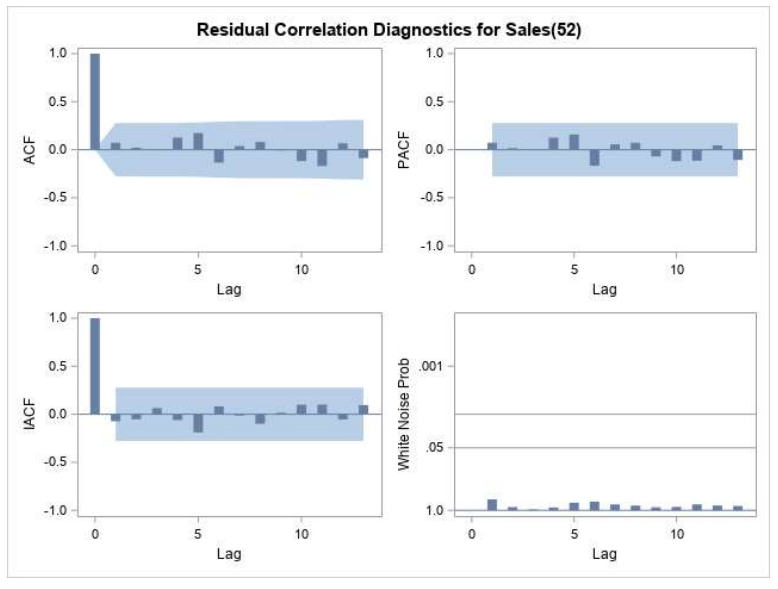 Residual Correlation Diagnostics for Sales(52)
1.0
0.5
0.0
-0.5
-1.0
ACF
0 5 10
Lag
1.0
0.5
0.0
-0.5
-1.0
PACF
0 5 10
Lag
1.0
0.5
0.0
-0.5
-1.0
IACF
0 5 10
Lag
.001
.05
1.0
White Noise Prob
0 5 10
Lag